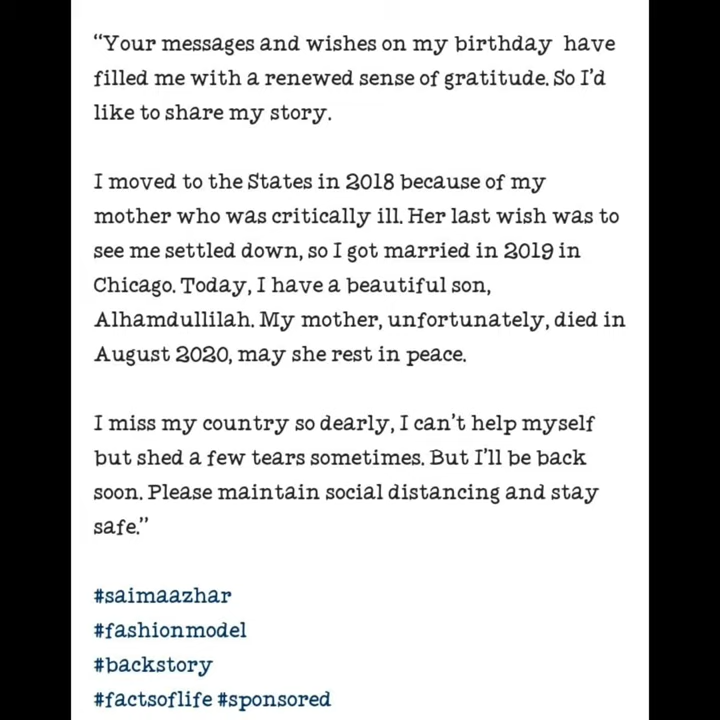 “Your messages and wishes on my birthday have
filled me with a renewed sense of gratitude. So I’d
like to share my story.
I moved to the States in 2018 because of my
mother who was critically ill. Her last wish was to
see me settled down, so I got married in 2019 in
Chicago. Today, I have a beautiful son,
Alhamdullilah. My mother, unfortunately, died in
August 2020, may she rest in peace.
I miss my country so dearly, I can’t help myself
but shed a few tears sometimes. But I’ll be back
soon. Please maintain social distancing and stay
safe.”
#saimaazhar
#fashionmodel
#backstory
#factsoflife #sponsored